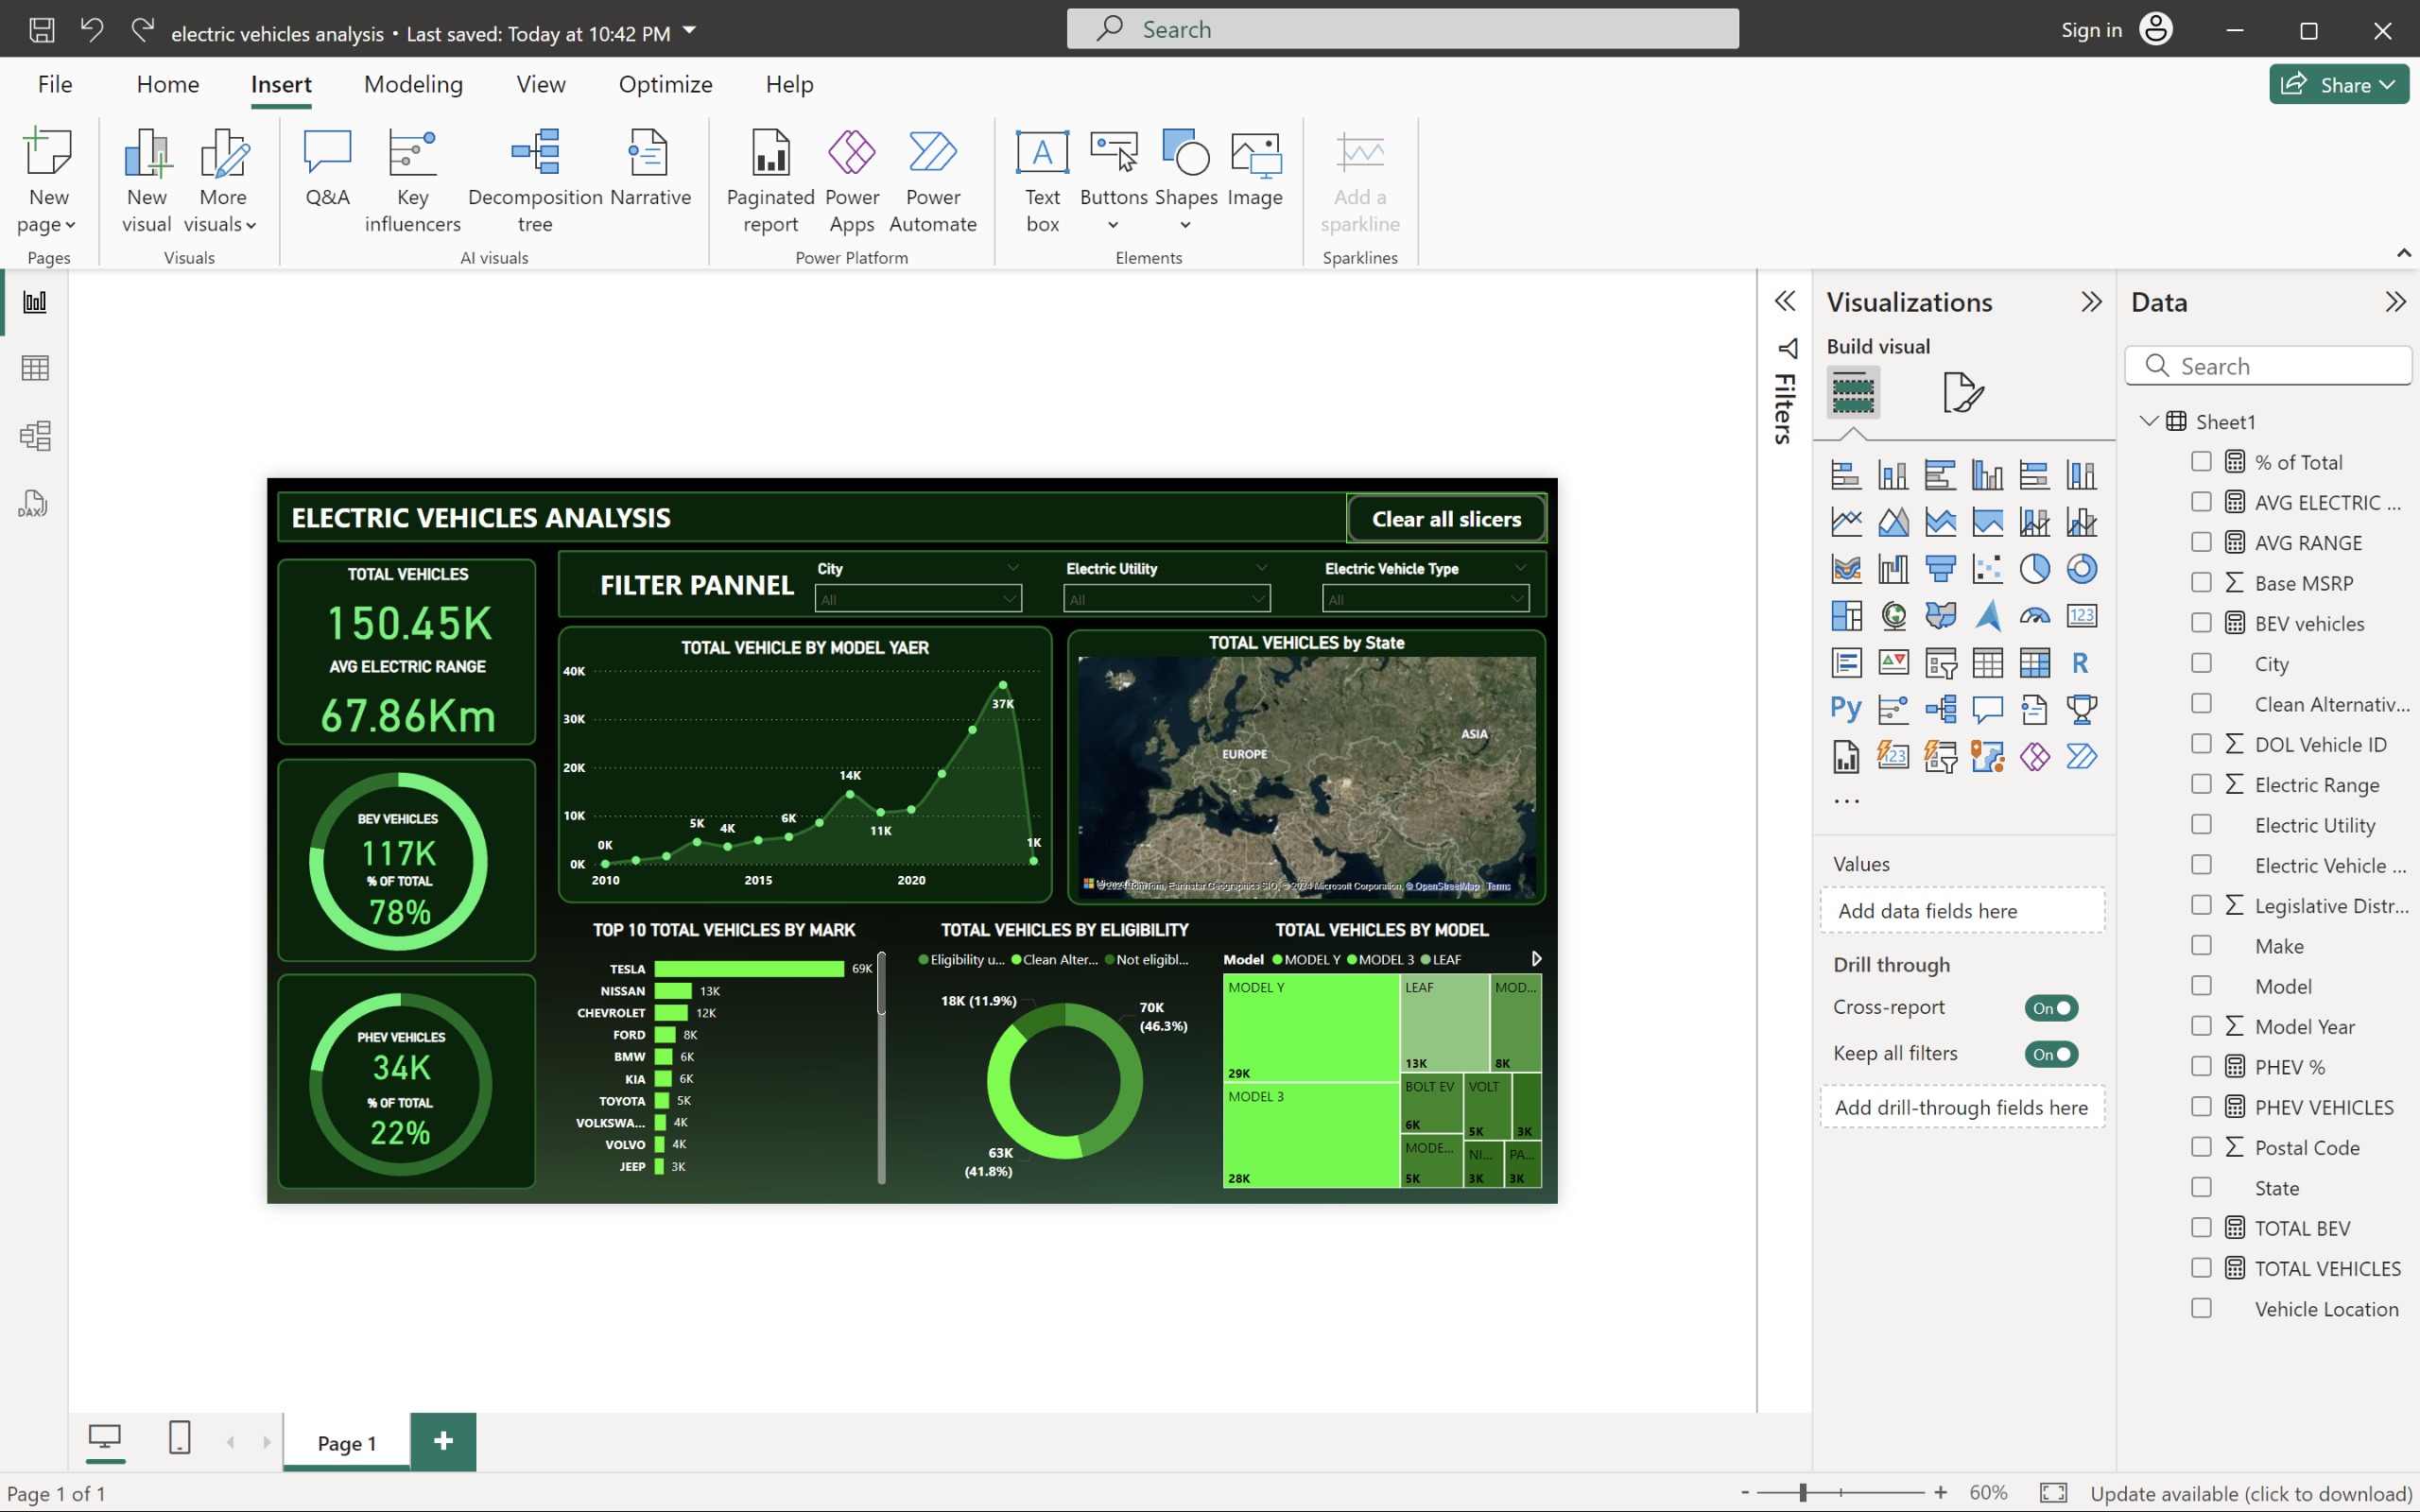 electric vehicles analysis • Last saved: Today at 10:42 PM
Search
Sign in
File
Home
Insert
Modeling
View
Optimize
Help
Share
New page
New visual
More visuals
Q&A
Key influencers
Decomposition tree
Narrative
Paginated report
Power Apps
Power Automate
Text box
Buttons
Shapes
Image
Add a sparkline
Pages
Visuals
AI visuals
Power Platform
Elements
Sparklines
ELECTRIC VEHICLES ANALYSIS
Clear all slicers
TOTAL VEHICLES
150.45K
AVG ELECTRIC RANGE
67.86Km
FILTER PANNEL
City
All
Electric Utility
All
Electric Vehicle Type
All
BEV VEHICLES
117K
% OF TOTAL
78%
PHEV VEHICLES
34K
% OF TOTAL
22%
TOTAL VEHICLE BY MODEL YAER
40K
30K
20K
10K
0K
0K
5K
4K
6K
14K
11K
37K
1K
2010
2015
2020
TOTAL VEHICLES by State
EUROPE
ASIA
© 2024 TomTom, Earthstar Geographics SIO, © 2024 Microsoft Corporation, © OpenStreetMap Terms
TOP 10 TOTAL VEHICLES BY MARK
TESLA 69K
NISSAN 13K
CHEVROLET 12K
FORD 8K
BMW 6K
KIA 6K
TOYOTA 5K
VOLKSWA... 4K
VOLVO 4K
JEEP 3K
TOTAL VEHICLES BY ELIGIBILITY
Eligibility u... Clean Alter... Not eligibl...
18K (11.9%)
70K
(46.3%)
63K
(41.8%)
TOTAL VEHICLES BY MODEL
Model MODEL Y MODEL 3 LEAF
MODEL Y
29K
MODEL 3
28K
LEAF
13K
MOD...
8K
BOLT EV
6K
VOLT
5K
3K
MODE...
5K
NI...
3K
PA...
3K
Filters
Visualizations
Build visual
123
R
Py
123
Values
Add data fields here
Drill through
Cross-report
On
Keep all filters
On
Add drill-through fields here
Data
Search
Sheet1
% of Total
AVG ELECTRIC ...
AVG RANGE
Σ Base MSRP
BEV vehicles
City
Clean Alternativ...
Σ DOL Vehicle ID
Σ Electric Range
Electric Utility
Electric Vehicle ...
Σ Legislative Distr...
Make
Model
Σ Model Year
PHEV %
PHEV VEHICLES
Σ Postal Code
State
TOTAL BEV
TOTAL VEHICLES
Vehicle Location
DAX
Page 1
Page 1 of 1
- + 60%
Update available (click to download)